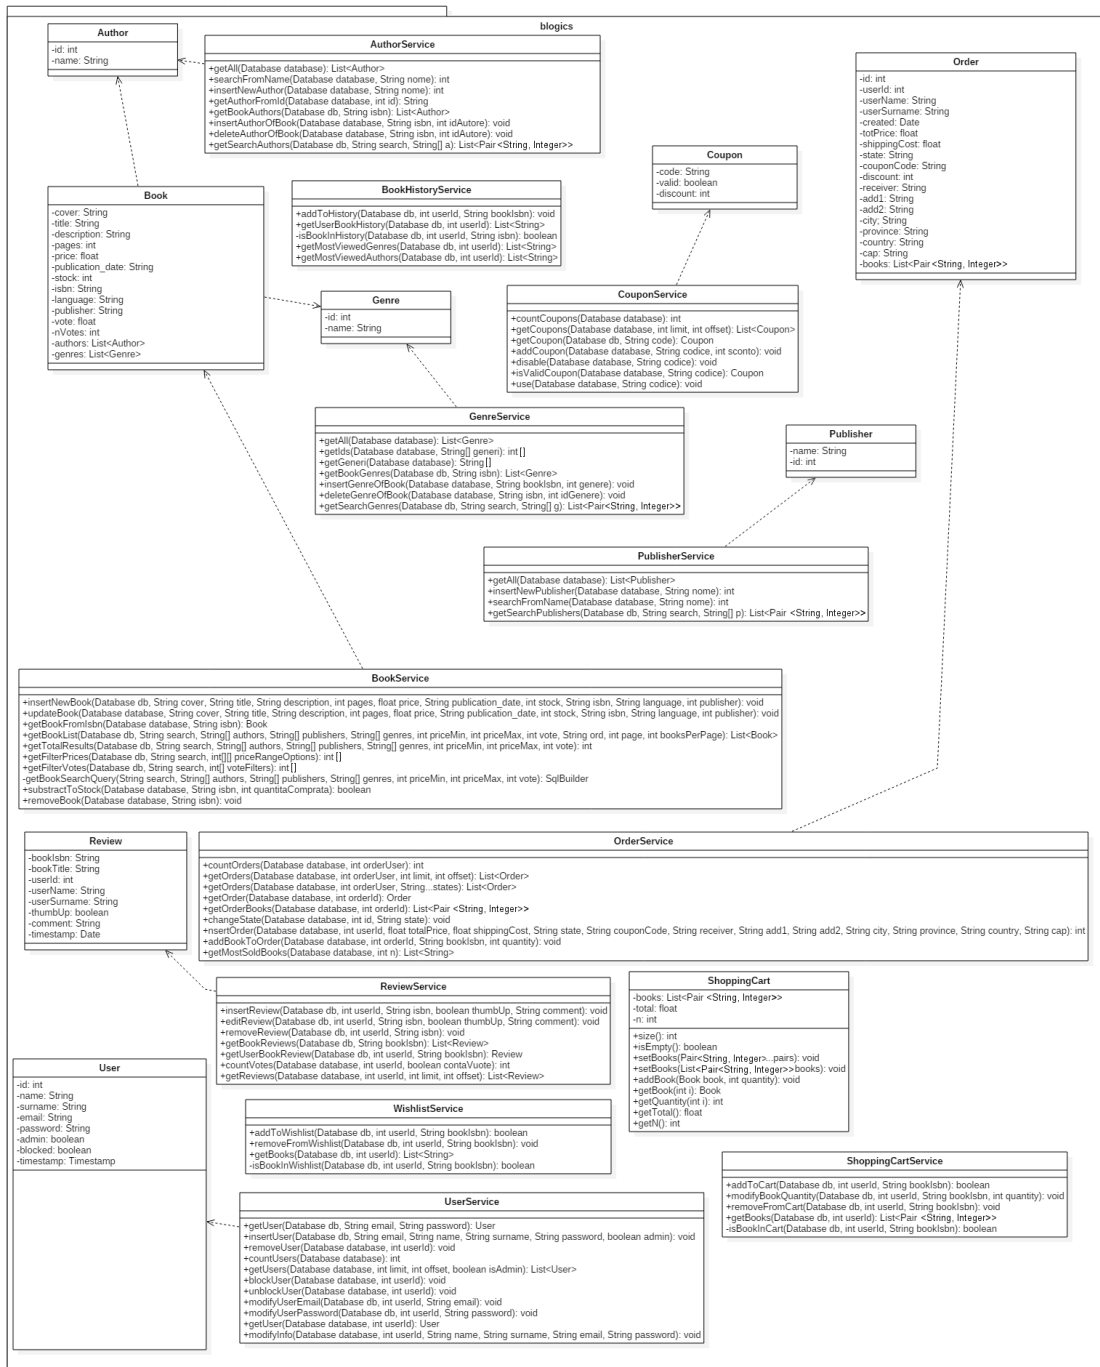 blogics
Author
-id: int
-name: String
AuthorService
+getAll(Database database): List<Author>
+searchFromName(Database database, String nome): int
+insertNewAuthor(Database database, String nome): int
+getAuthorFromId(Database database, int id): String
+getBookAuthors(Database db, String isbn): List<Author>
+insertAuthorOfBook(Database database, String isbn, int idAutore): void
+deleteAuthorOfBook(Database database, String isbn, int idAutore): void
+getSearchAuthors(Database db, String search, String[] a): List<Pair <String, Integer>>
Order
-id: int
-userId: int
-userName: String
-userSurname: String
-created: Date
-totPrice: float
-shippingCost: float
-state: String
-couponCode: String
-discount: int
-receiver: String
-add1: String
-add2: String
-city; String
-province: String
-country: String
-cap: String
-books: List<Pair <String, Integer>>
Coupon
-code: String
-valid: boolean
-discount: int
Book
-cover: String
-title: String
-description: String
-pages: int
-price: float
-publication_date: String
-stock: int
-isbn: String
-language: String
-publisher: String
-vote: float
-nVotes: int
-authors: List<Author>
-genres: List<Genre>
BookHistoryService
+addToHistory(Database db, int userId, String bookIsbn): void
+getUserBookHistory(Database db, int userId): List<String>
-isBookInHistory(Database db, int userId, String isbn): boolean
+getMostViewedGenres(Database db, int userId): List<String>
+getMostViewedAuthors(Database db, int userId): List<String>
Genre
-id: int
-name: String
CouponService
+countCoupons(Database database): int
+getCoupons(Database database, int limit, int offset): List<Coupon>
+getCoupon(Database db, String code): Coupon
+addCoupon(Database database, String codice, int sconto): void
+disable(Database database, String codice): void
+isValidCoupon(Database database, String codice): Coupon
+use(Database database, String codice): void
GenreService
+getAll(Database database): List<Genre>
+getIds(Database database, String[] generi): int[]
+getGeneri(Database database): String[]
+getBookGenres(Database db, String isbn): List<Genre>
+insertGenreOfBook(Database database, String bookIsbn, int genere): void
+deleteGenreOfBook(Database database, String isbn, int idGenere): void
+getSearchGenres(Database db, String search, String[] g): List<Pair<String, Integer>>
Publisher
-name: String
-id: int
PublisherService
+getAll(Database database): List<Publisher>
+insertNewPublisher(Database database, String nome): int
+searchFromName(Database database, String nome): int
+getSearchPublishers(Database db, String search, String[] p): List<Pair <String, Integer>>
BookService
+insertNewBook(Database db, String cover, String title, String description, int pages, float price, String publication_date, int stock, String isbn, String language, int publisher): void
+updateBook(Database database, String cover, String title, String description, int pages, float price, String publication_date, int stock, String isbn, String language, int publisher): void
+getBookFromIsbn(Database database, String isbn): Book
+getBookList(Database db, String search, String[] authors, String[] publishers, String[] genres, int priceMin, int priceMax, int vote, String ord, int page, int booksPerPage): List<Book>
+getTotalResults(Database db, String search, String[] authors, String[] publishers, String[] genres, int priceMin, int priceMax, int vote): int
+getFilterPrices(Database db, String search, int[][] priceRangeOptions): int[]
+getFilterVotes(Database db, String search, int[] voteFilters): int[]
-getBookSearchQuery(String search, String[] authors, String[] publishers, String[] genres, int priceMin, int priceMax, int vote): SqlBuilder
+substractToStock(Database database, String isbn, int quantitaComprata): boolean
+removeBook(Database database, String isbn): void
Review
-bookIsbn: String
-bookTitle: String
-userId: int
-userName: String
-userSurname: String
-thumbUp: boolean
-comment: String
-timestamp: Date
OrderService
+countOrders(Database database, int orderUser): int
+getOrders(Database database, int orderUser, int limit, int offset): List<Order>
+getOrders(Database database, int orderUser, String...states): List<Order>
+getOrder(Database database, int orderId): Order
+getOrderBooks(Database database, int orderId): List<Pair <String, Integer>>
+changeState(Database database, int id, String state): void
+nsertOrder(Database database, int userId, float totalPrice, float shippingCost, String state, String couponCode, String receiver, String add1, String add2, String city, String province, String country, String cap): int
+addBookToOrder(Database database, int orderId, String bookIsbn, int quantity): void
+getMostSoldBooks(Database database, int n): List<String>
ReviewService
+insertReview(Database db, int userId, String isbn, boolean thumbUp, String comment): void
+editReview(Database db, int userId, String isbn, boolean thumbUp, String comment): void
+removeReview(Database db, int userId, String isbn): void
+getBookReviews(Database db, String bookIsbn): List<Review>
+getUserBookReview(Database db, int userId, String bookIsbn): Review
+countVotes(Database database, int userId, boolean contaVuote): int
+getReviews(Database database, int userId, int limit, int offset): List<Review>
ShoppingCart
-books: List<Pair <String, Integer>>
-total: float
-n: int
+size(): int
+isEmpty(): boolean
+setBooks(Pair<String, Integer>...pairs): void
+setBooks(List<Pair<String, Integer>>books): void
+addBook(Book book, int quantity): void
+getBook(int i): Book
+getQuantity(int i): int
+getTotal(): float
+getN(): int
User
-id: int
-name: String
-surname: String
-email: String
-password: String
-admin: boolean
-blocked: boolean
-timestamp: Timestamp
WishlistService
+addToWishlist(Database db, int userId, String bookIsbn): boolean
+removeFromWishlist(Database db, int userId, String bookIsbn): void
+getBooks(Database db, int userId): List<String>
-isBookInWishlist(Database db, int userId, String bookIsbn): boolean
ShoppingCartService
+addToCart(Database db, int userId, String bookIsbn): boolean
+modifyBookQuantity(Database db, int userId, String bookIsbn, int quantity): void
+removeFromCart(Database db, int userId, String bookIsbn): void
+getBooks(Database db, int userId): List<Pair <String, Integer>>
-isBookInCart(Database db, int userId, String bookIsbn): boolean
UserService
+getUser(Database db, String email, String password): User
+insertUser(Database db, String email, String name, String surname, String password, boolean admin): void
+removeUser(Database database, int userId): void
+countUsers(Database database): int
+getUsers(Database database, int limit, int offset, boolean isAdmin): List<User>
+blockUser(Database database, int userId): void
+unblockUser(Database database, int userId): void
+modifyUserEmail(Database db, int userId, String email): void
+modifyUserPassword(Database db, int userId, String password): void
+getUser(Database database, int userId): User
+modifyInfo(Database database, int userId, String name, String surname, String email, String password): void